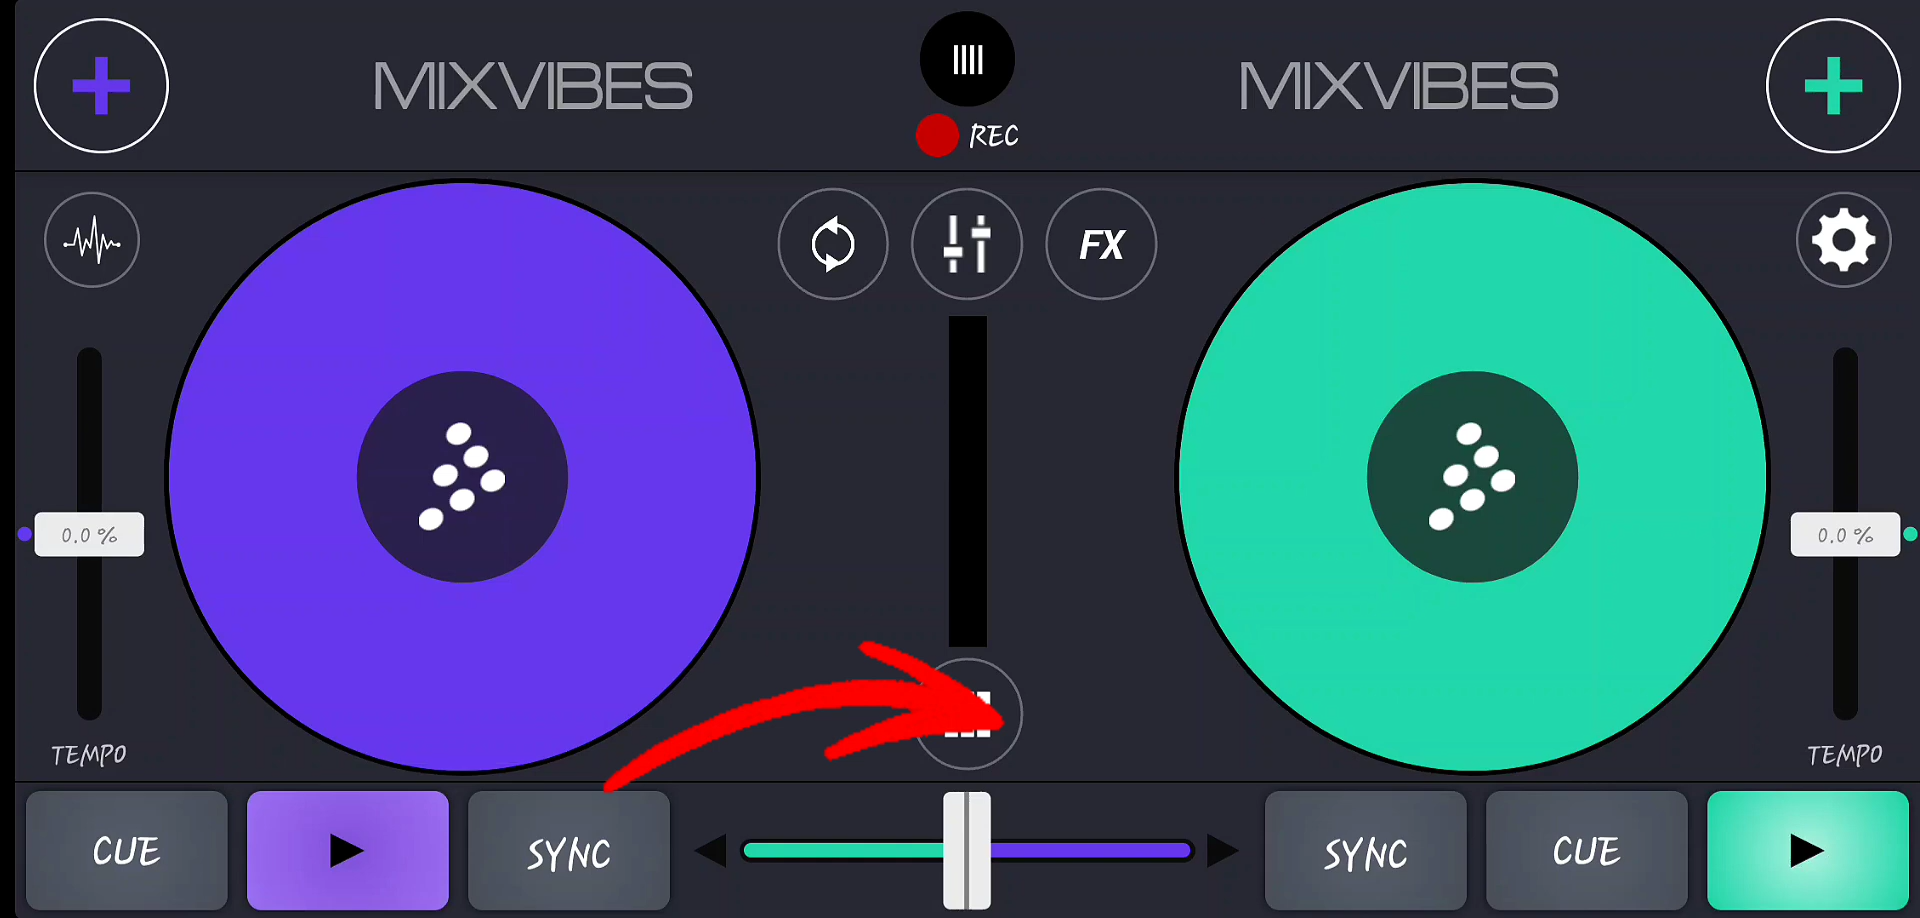 MIXVIBES
MIXVIBES
REC
FX
0.0 %
0.0 %
TEMPO
TEMPO
CUE
SYNC
SYNC
CUE